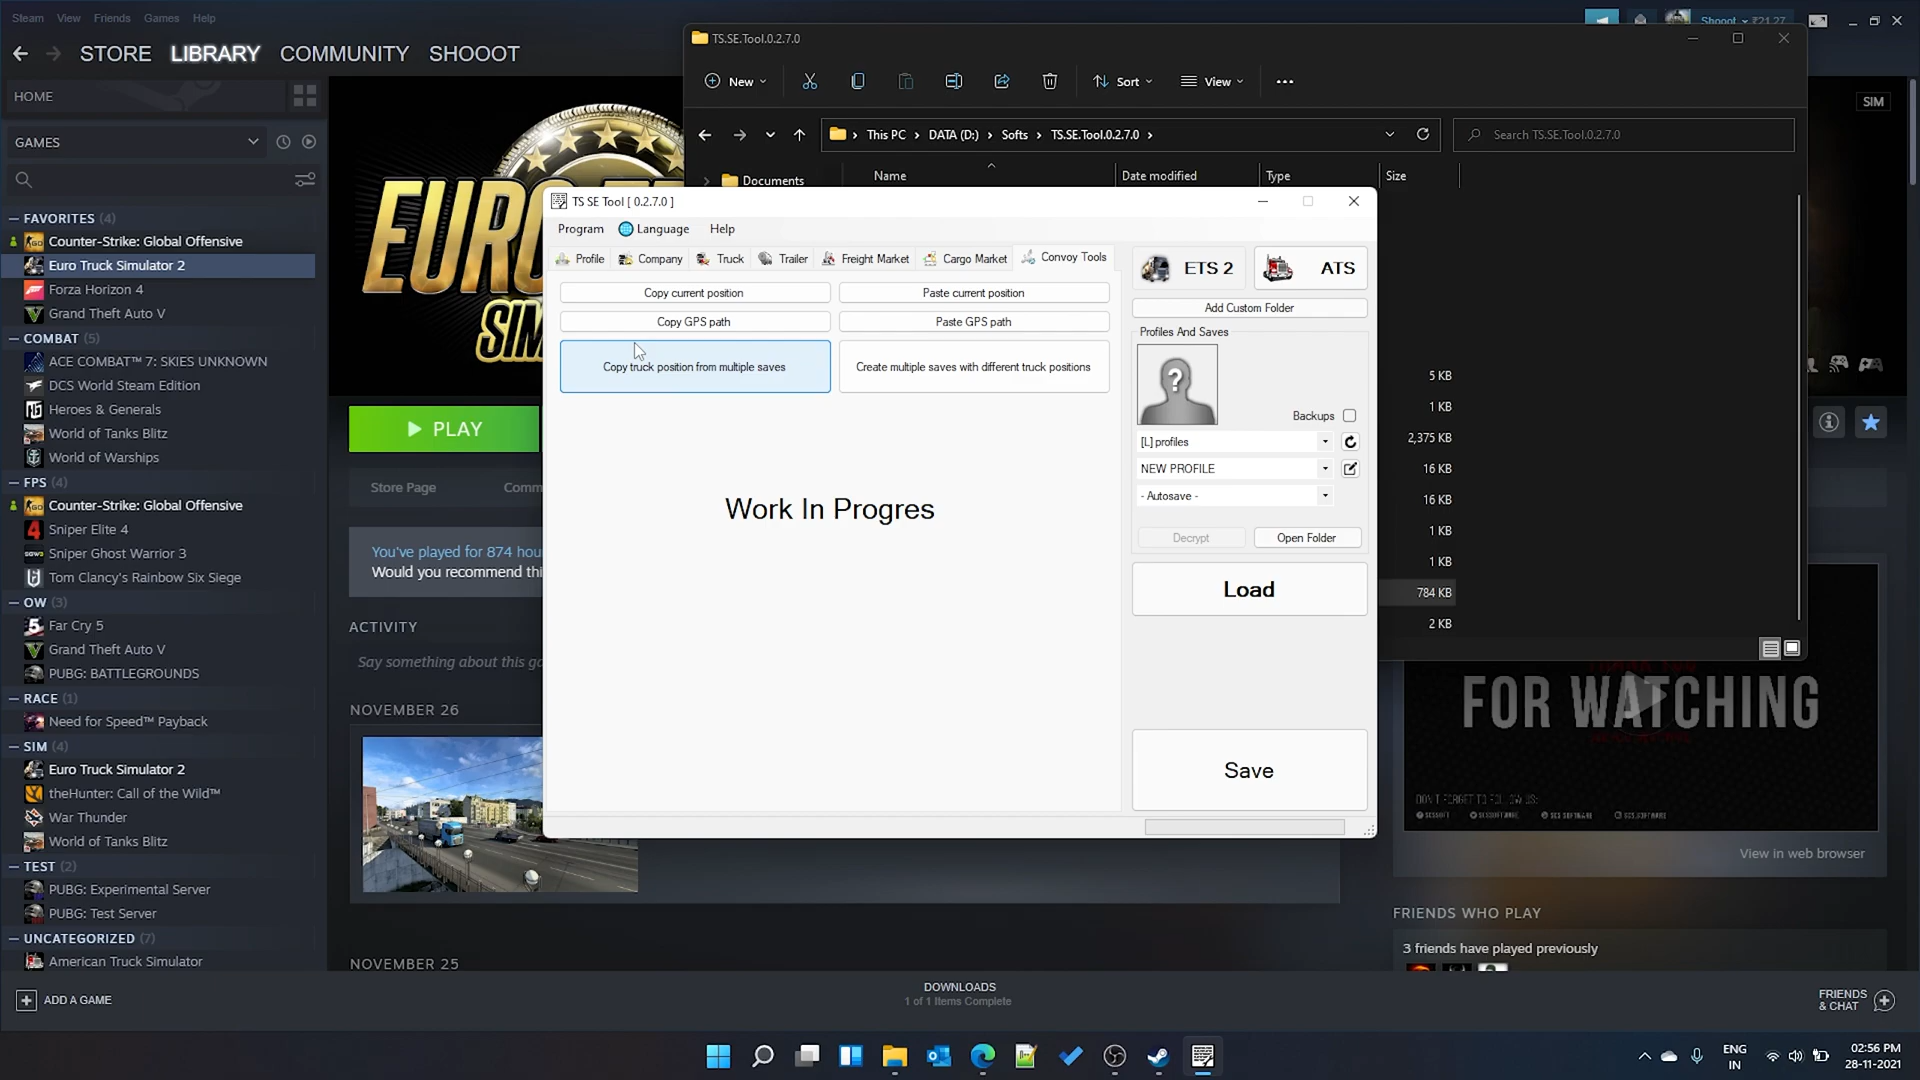 Steam View Friends Games Help
Shooot ₹21.27
STORE LIBRARY COMMUNITY SHOOOT
HOME
GAMES
FAVORITES (4)
Counter-Strike: Global Offensive
Euro Truck Simulator 2
Forza Horizon 4
Grand Theft Auto V
COMBAT (5)
ACE COMBAT™ 7: SKIES UNKNOWN
DCS World Steam Edition
Heroes & Generals
World of Tanks Blitz
World of Warships
FPS (4)
Counter-Strike: Global Offensive
Sniper Elite 4
Sniper Ghost Warrior 3
Tom Clancy's Rainbow Six Siege
OW (3)
Far Cry 5
Grand Theft Auto V
PUBG: BATTLEGROUNDS
RACE (1)
Need for Speed™ Payback
SIM (4)
Euro Truck Simulator 2
theHunter: Call of the Wild™
War Thunder
World of Tanks Blitz
TEST (2)
PUBG: Experimental Server
PUBG: Test Server
UNCATEGORIZED (7)
American Truck Simulator
ADD A GAME
SIM
PLAY
Store Page
You've played for 874 hou
Would you recommend thi
ACTIVITY
Say something about this ga
NOVEMBER 26
NOVEMBER 25
TS.SE.Tool.0.2.7.0
New
Sort
View
This PC DATA (D:) Softs TS.SE.Tool.0.2.7.0
Search TS.SE.Tool.0.2.7.0
Documents
Name Date modified Type Size
5 KB
1 KB
2,375 KB
16 KB
16 KB
1 KB
1 KB
784 KB
2 KB
TS SE Tool [ 0.2.7.0 ]
Program Language Help
Profile Company Truck Trailer Freight Market Cargo Market Convoy Tools
Copy current position Paste current position
Copy GPS path Paste GPS path
Copy truck position from multiple saves Create multiple saves with different truck positions
Work In Progres
ETS 2 ATS
Add Custom Folder
Profiles And Saves
Backups
[L] profiles
NEW PROFILE
- Autosave -
Decrypt Open Folder
Load
Save
FOR WATCHING
View in web browser
FRIENDS WHO PLAY
3 friends have played previously
DOWNLOADS
1 of 1 Items Complete
FRIENDS
& CHAT
ENG
IN
02:56 PM
28-11-2021